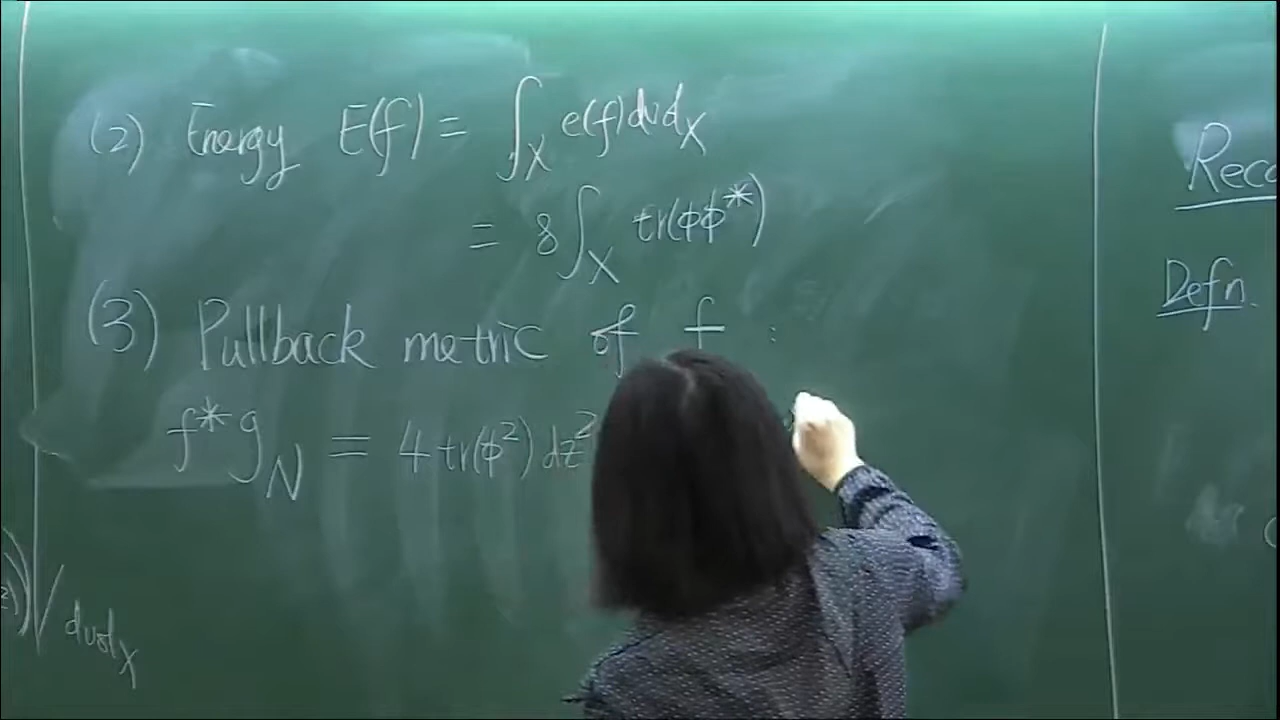 (2) Energy E(f) = ∫_X e(f) dvol_X
= 8 ∫_X tr(φφ*)
(3) Pullback metric of f :
f*g_N = 4 tr(φ²) dz²
dvol_X
Reco
Defn.